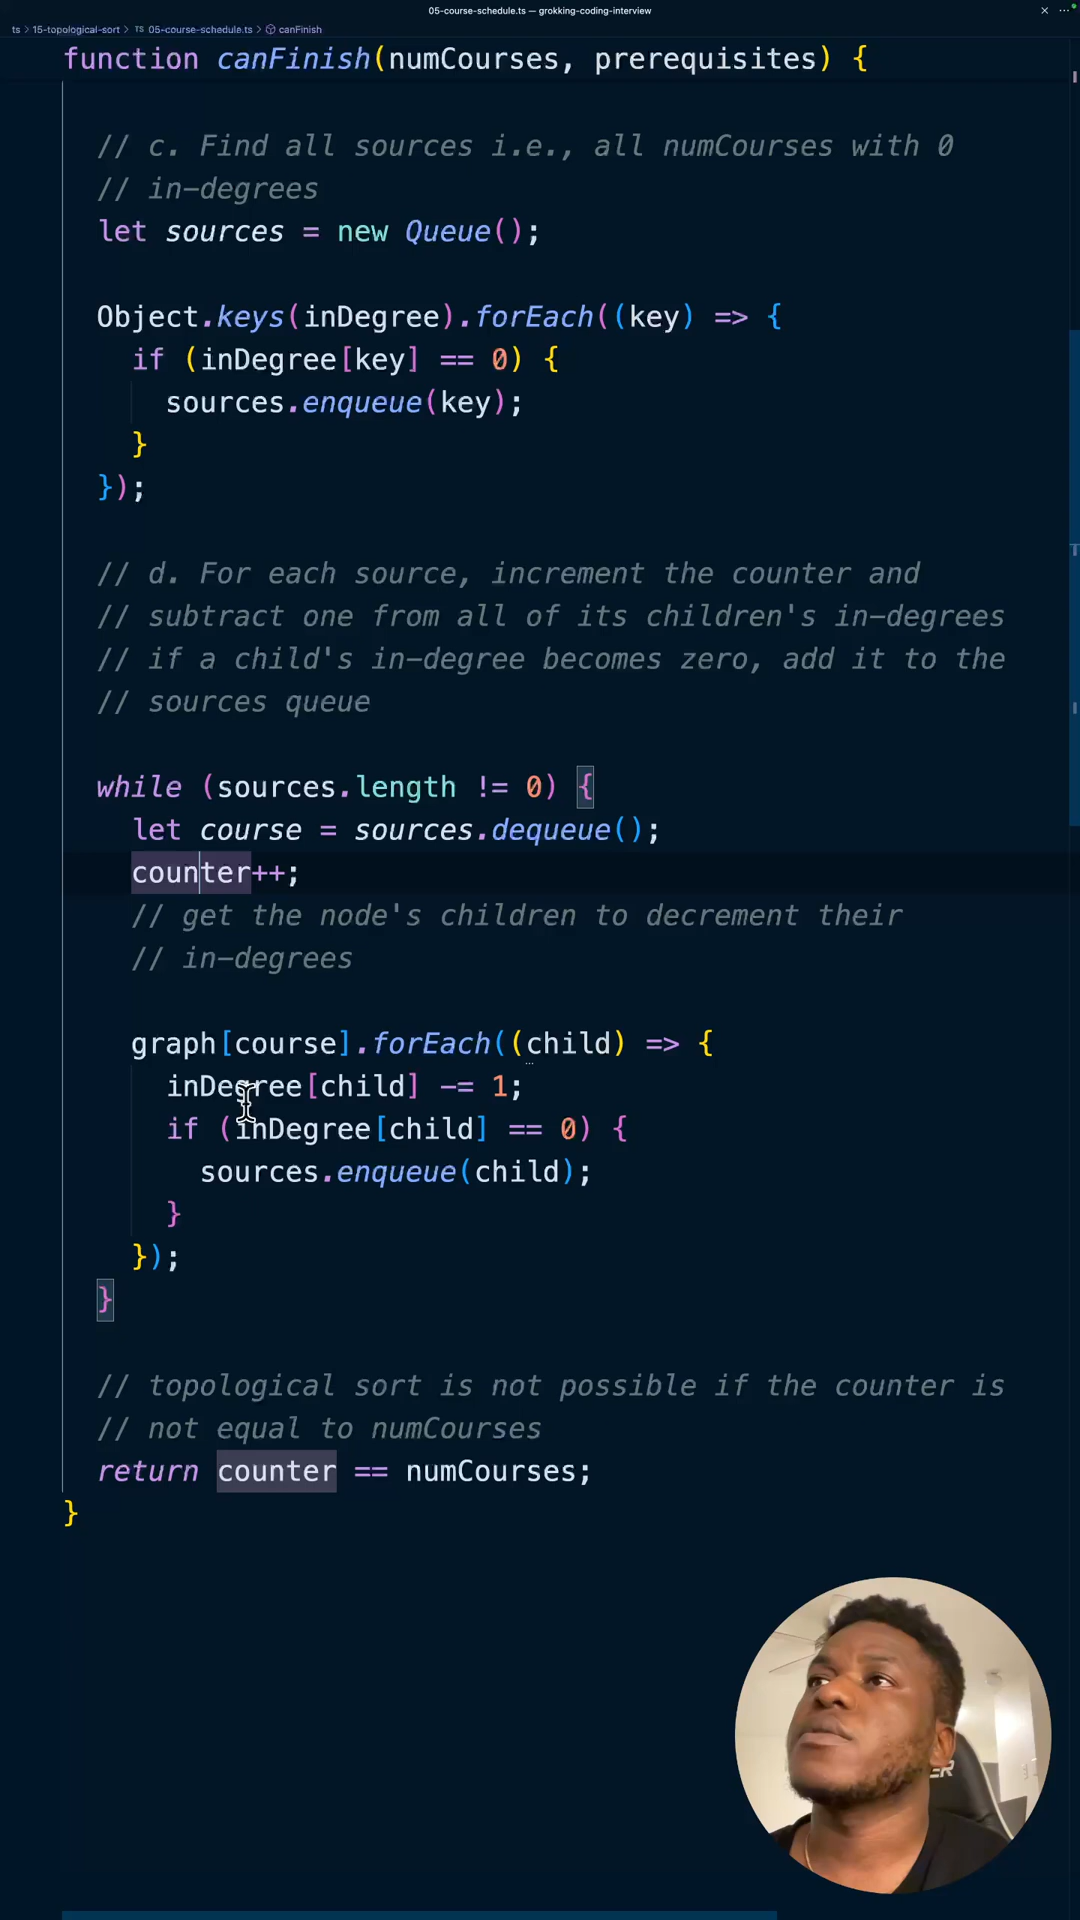 05-course-schedule.ts — grokking-coding-interview
ts > 15-topological-sort > TS 05-course-schedule.ts > canFinish
function canFinish(numCourses, prerequisites) {
// c. Find all sources i.e., all numCourses with 0
// in-degrees
let sources = new Queue();
Object.keys(inDegree).forEach((key) => {
if (inDegree[key] == 0) {
sources.enqueue(key);
}
});
// d. For each source, increment the counter and
// subtract one from all of its children's in-degrees
// if a child's in-degree becomes zero, add it to the
// sources queue
while (sources.length != 0) {
let course = sources.dequeue();
counter++;
// get the node's children to decrement their
// in-degrees
graph[course].forEach((child) => {
inDegree[child] -= 1;
if (inDegree[child] == 0) {
sources.enqueue(child);
}
});
}
// topological sort is not possible if the counter is
// not equal to numCourses
return counter == numCourses;
}